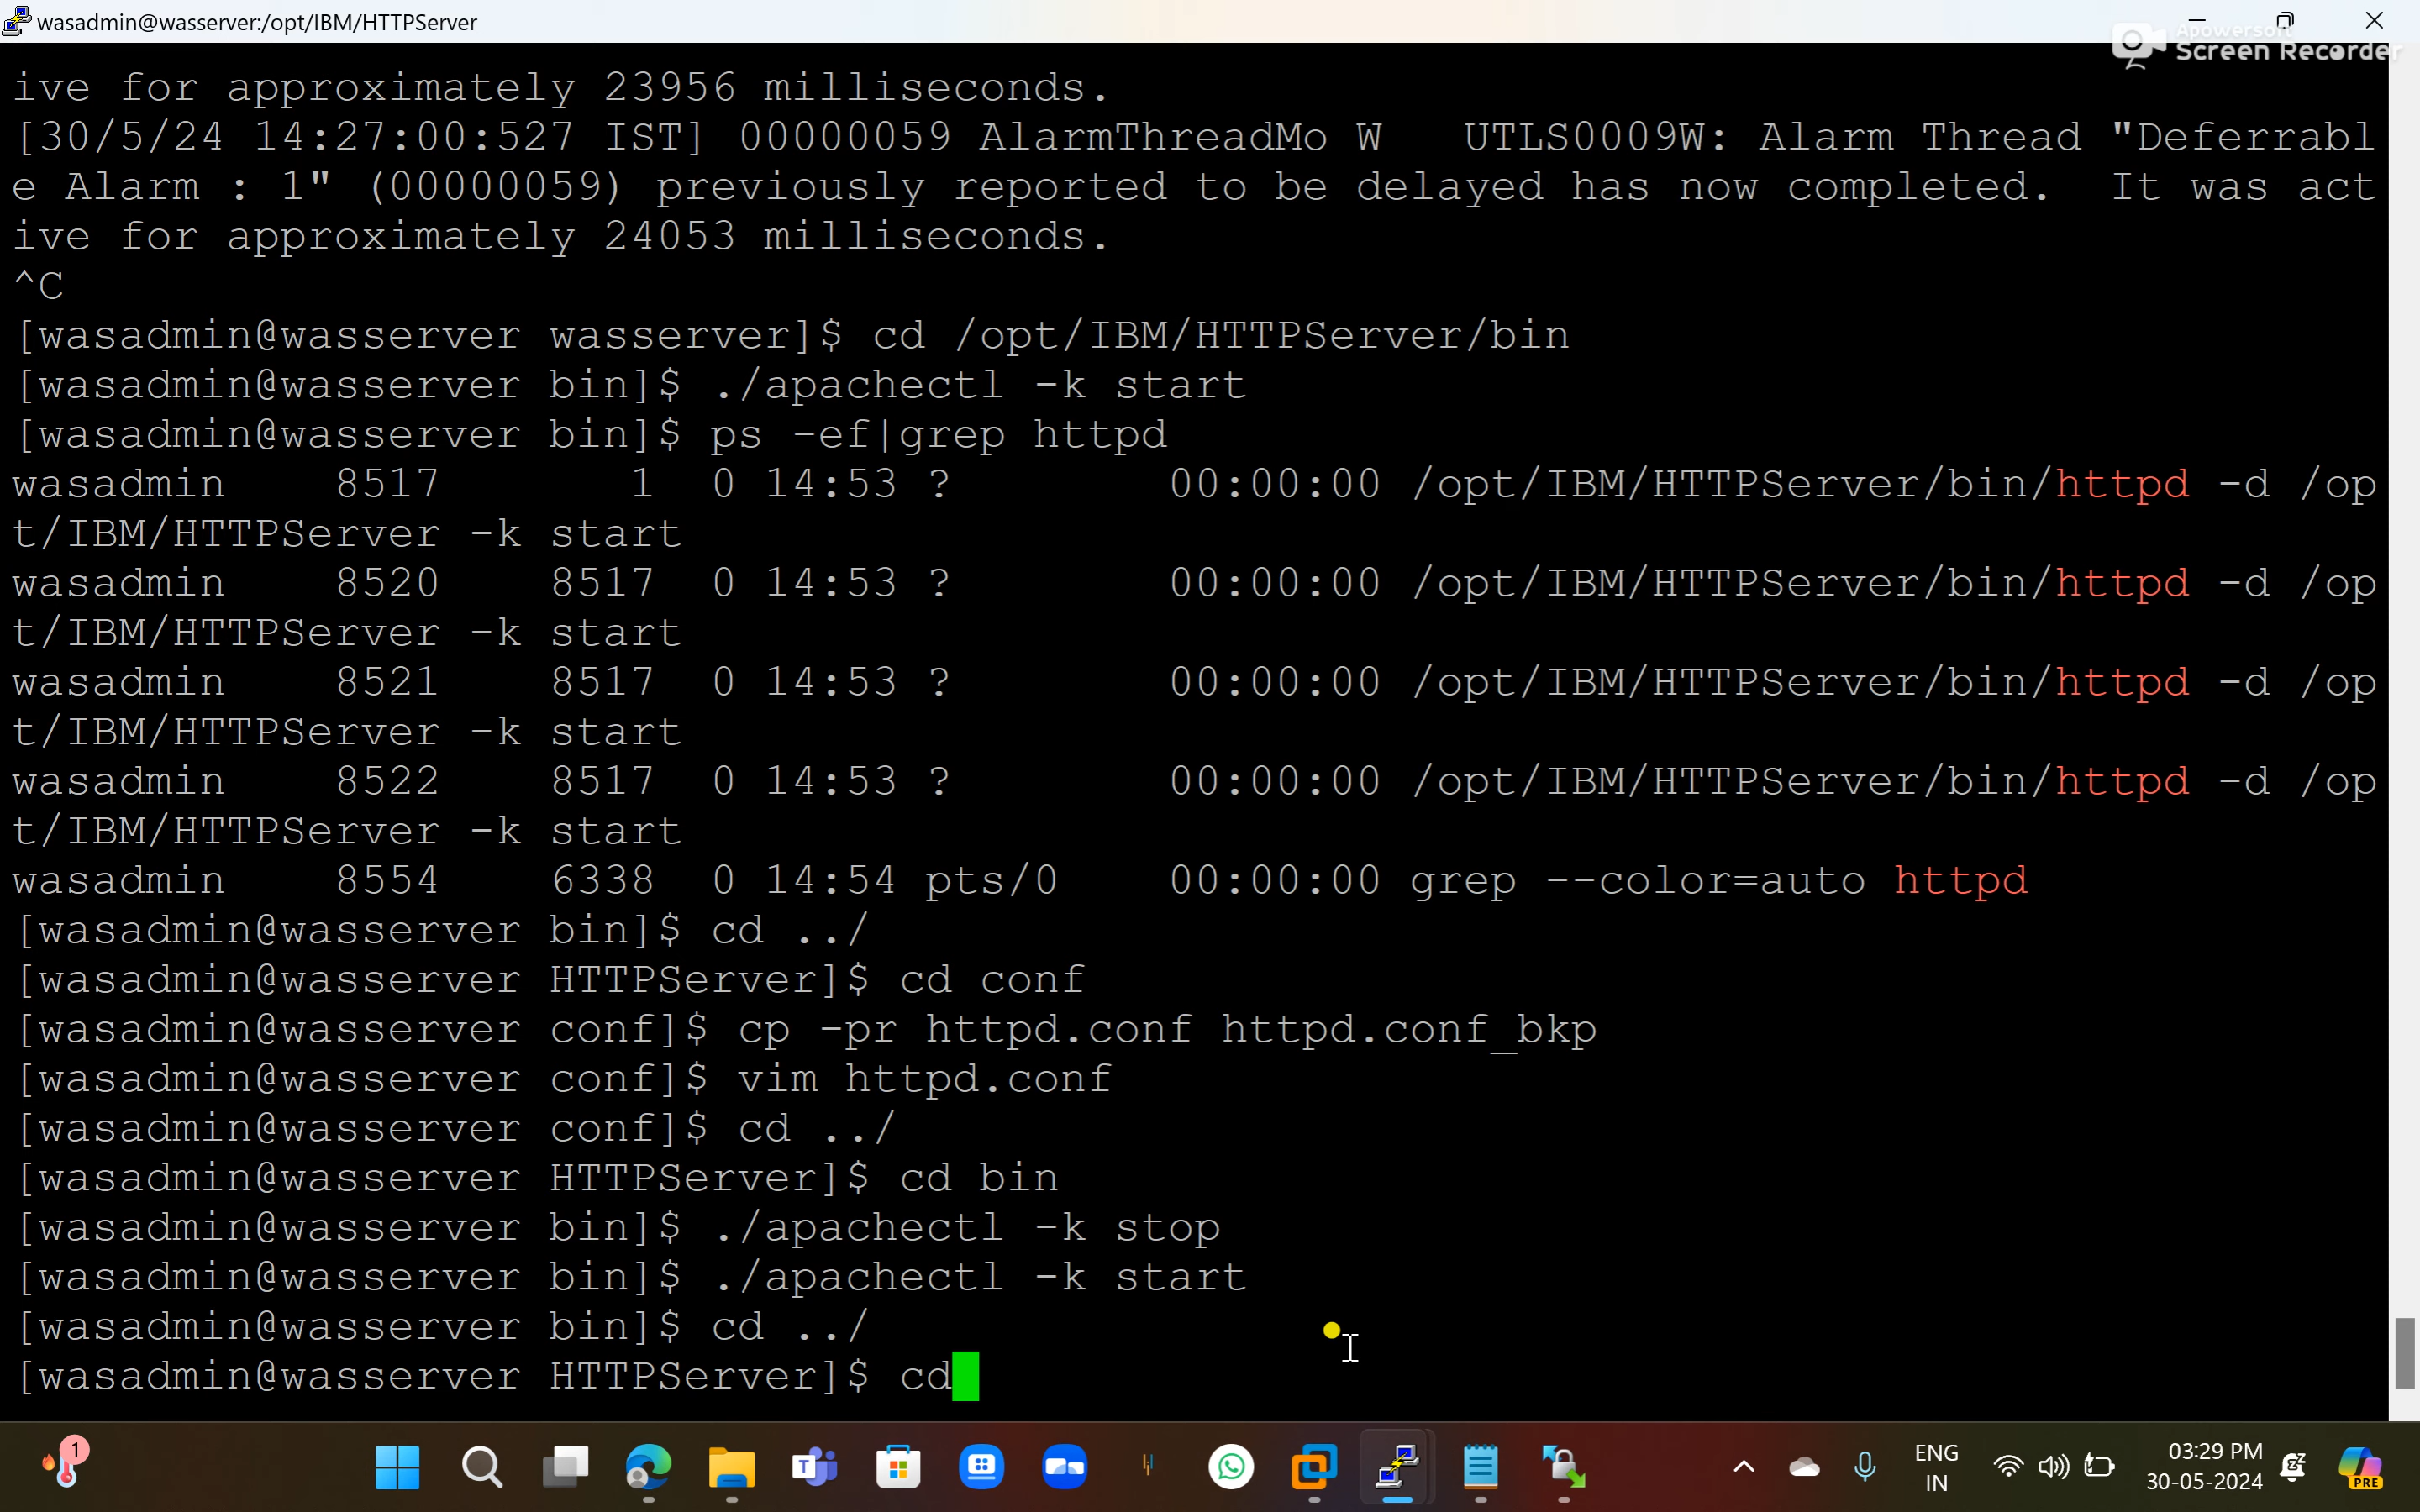 wasadmin@wasserver:/opt/IBM/HTTPServer
Apowersoft
Screen Recorder
ive for approximately 23956 milliseconds.
[30/5/24 14:27:00:527 IST] 00000059 AlarmThreadMo W   UTLS0009W: Alarm Thread "Deferrabl
e Alarm : 1" (00000059) previously reported to be delayed has now completed.  It was act
ive for approximately 24053 milliseconds.
^C
[wasadmin@wasserver wasserver]$ cd /opt/IBM/HTTPServer/bin
[wasadmin@wasserver bin]$ ./apachectl -k start
[wasadmin@wasserver bin]$ ps -ef|grep httpd
wasadmin    8517       1  0 14:53 ?        00:00:00 /opt/IBM/HTTPServer/bin/httpd -d /op
t/IBM/HTTPServer -k start
wasadmin    8520    8517  0 14:53 ?        00:00:00 /opt/IBM/HTTPServer/bin/httpd -d /op
t/IBM/HTTPServer -k start
wasadmin    8521    8517  0 14:53 ?        00:00:00 /opt/IBM/HTTPServer/bin/httpd -d /op
t/IBM/HTTPServer -k start
wasadmin    8522    8517  0 14:53 ?        00:00:00 /opt/IBM/HTTPServer/bin/httpd -d /op
t/IBM/HTTPServer -k start
wasadmin    8554    6338  0 14:54 pts/0    00:00:00 grep --color=auto httpd
[wasadmin@wasserver bin]$ cd ../
[wasadmin@wasserver HTTPServer]$ cd conf
[wasadmin@wasserver conf]$ cp -pr httpd.conf httpd.conf_bkp
[wasadmin@wasserver conf]$ vim httpd.conf
[wasadmin@wasserver conf]$ cd ../
[wasadmin@wasserver HTTPServer]$ cd bin
[wasadmin@wasserver bin]$ ./apachectl -k stop
[wasadmin@wasserver bin]$ ./apachectl -k start
[wasadmin@wasserver bin]$ cd ../
[wasadmin@wasserver HTTPServer]$ cd
1
ENG
IN
03:29 PM
30-05-2024
PRE